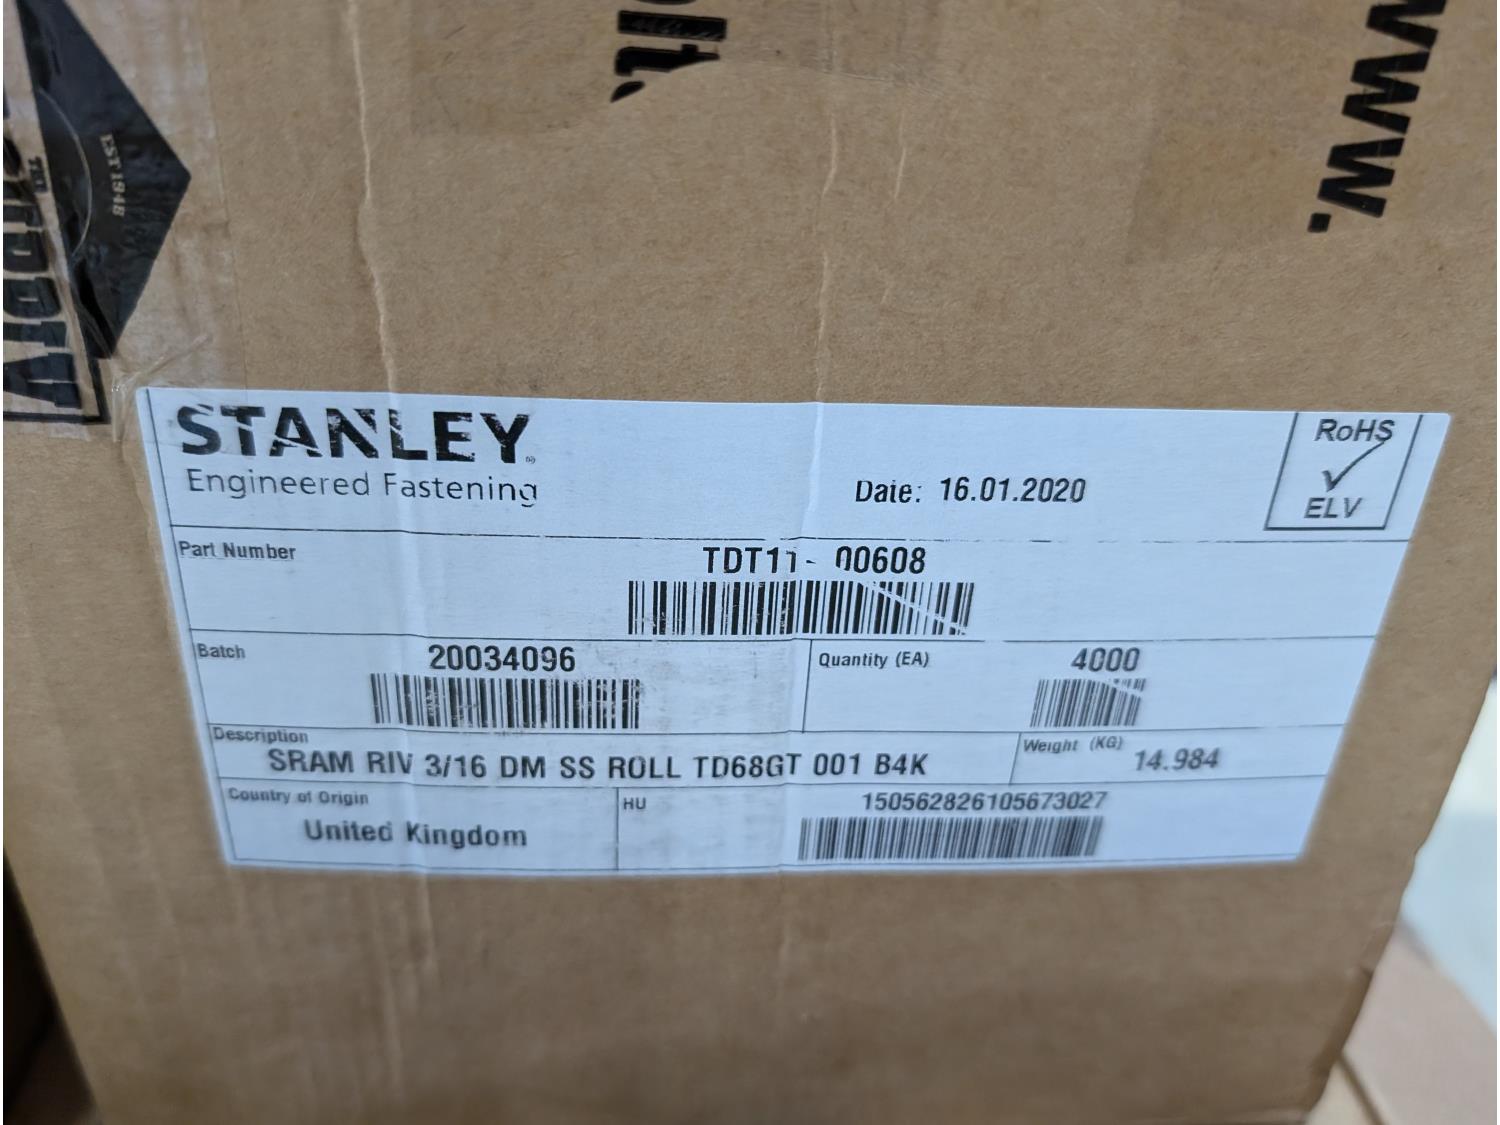 www.
EST 1948
THE
STANLEY
Engineered Fastening
Date: 16.01.2020
RoHS
ELV
Part Number
TDT11- 00608
Batch
20034096
Quantity (EA)
4000
Description
SRAM RIV 3/16 DM SS ROLL TD68GT 001 B4K
Weight (KG)
14.984
Country of Origin
United Kingdom
HU
150562826105673027